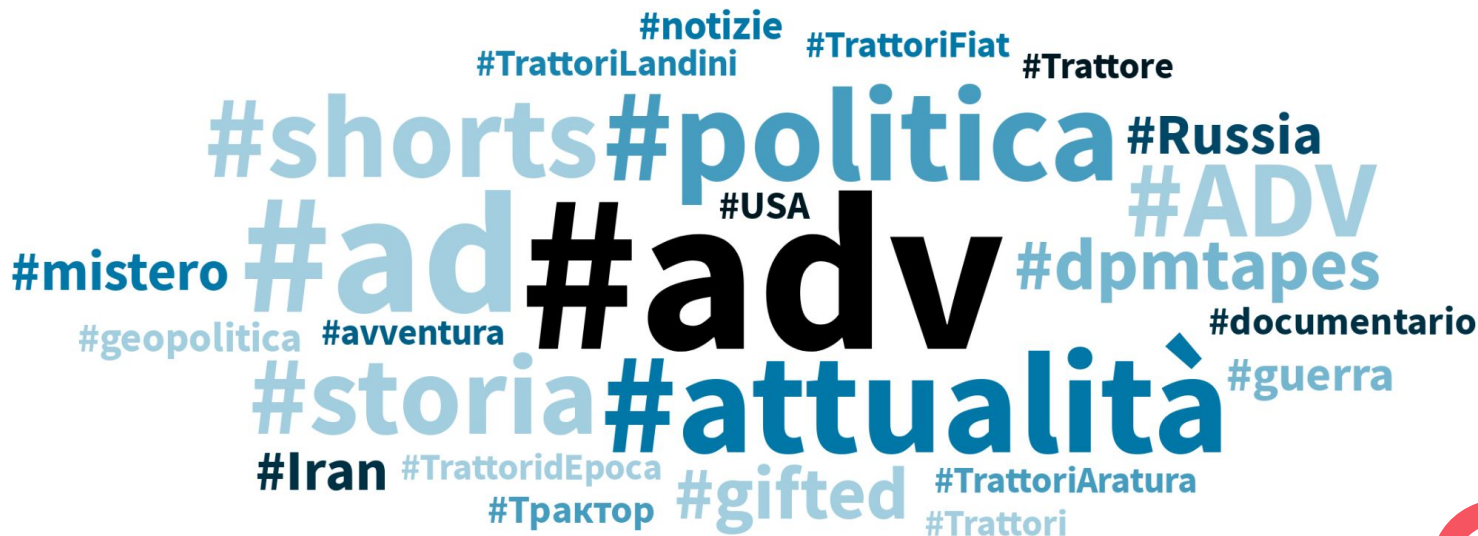 #notizie
#TrattoriFiat
#TrattoriLandini
#Trattore
#shorts
#politica
#Russia
#ADV
#USA
#ad
#adv
#mistero
#dpmtapes
#geopolitica
#avventura
#documentario
#storia
#attualità
#guerra
#Iran
#TrattoridEpoca
#gifted
#TrattoriAratura
#Трактор
#Trattori